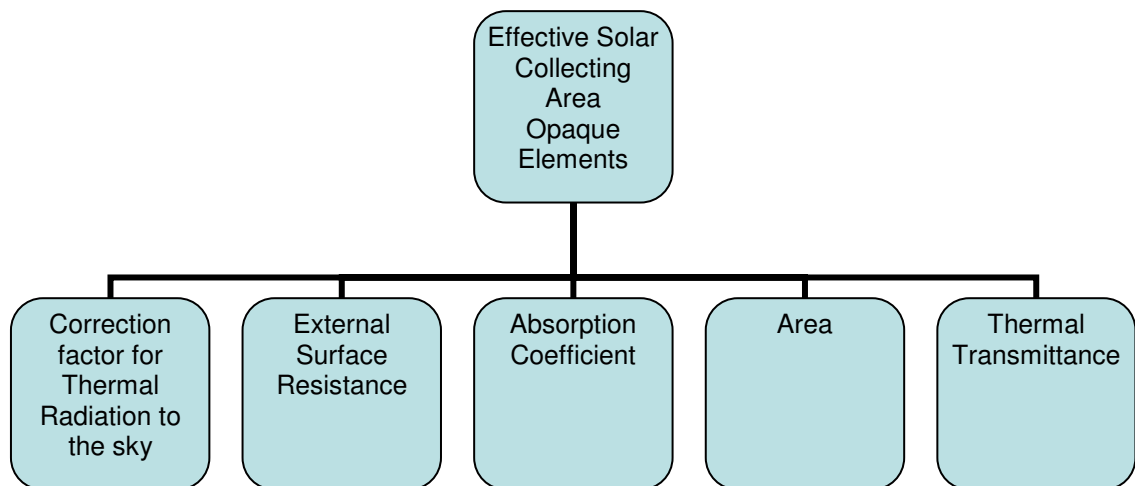 Effective Solar
Collecting
Area
Opaque
Elements
Correction
factor for
Thermal
Radiation to
the sky
External
Surface
Resistance
Absorption
Coefficient
Area
Thermal
Transmittance